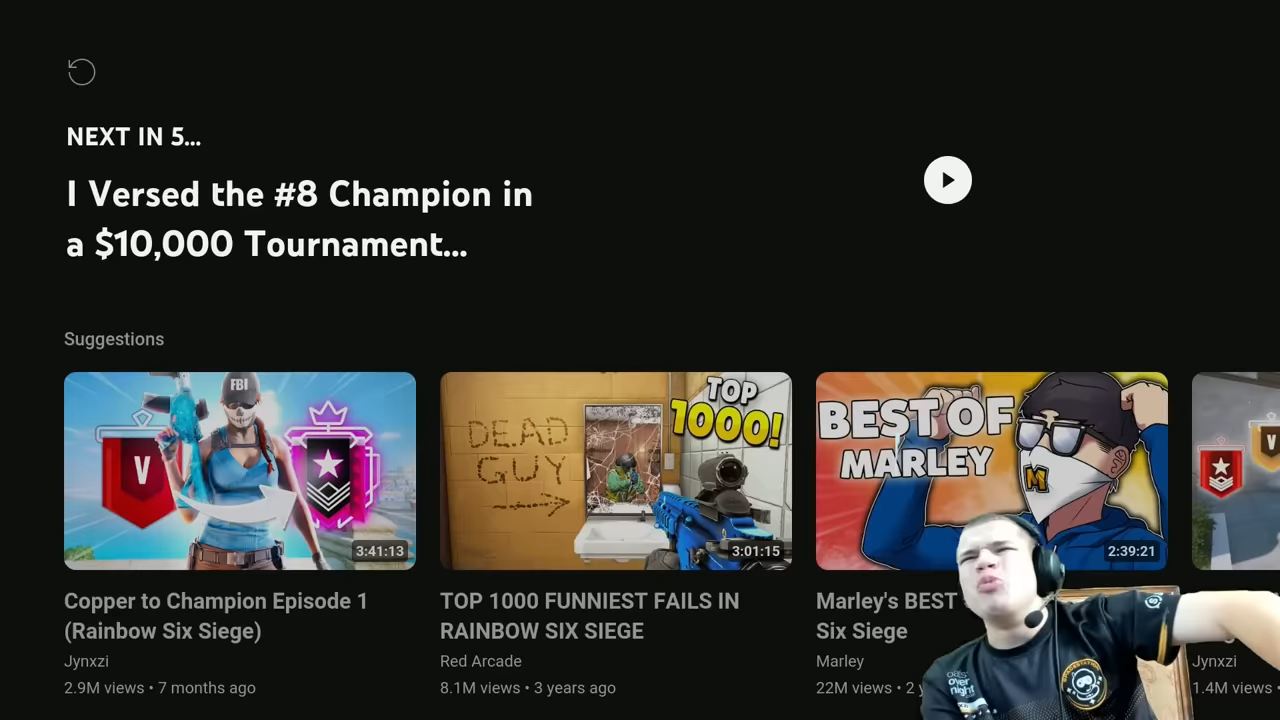 NEXT IN 5...
I Versed the #8 Champion in
a $10,000 Tournament...
Suggestions
FBI
V
3:41:13
DEAD
GUY
TOP
1000!
3:01:15
BEST OF
MARLEY
M
2:39:21
V
Copper to Champion Episode 1
(Rainbow Six Siege)
Jynxzi
2.9M views • 7 months ago
TOP 1000 FUNNIEST FAILS IN
RAINBOW SIX SIEGE
Red Arcade
8.1M views • 3 years ago
Marley's BEST
Six Siege
Marley
22M views • 2 y
Jynxzi
1.4M views •
oats
over
night